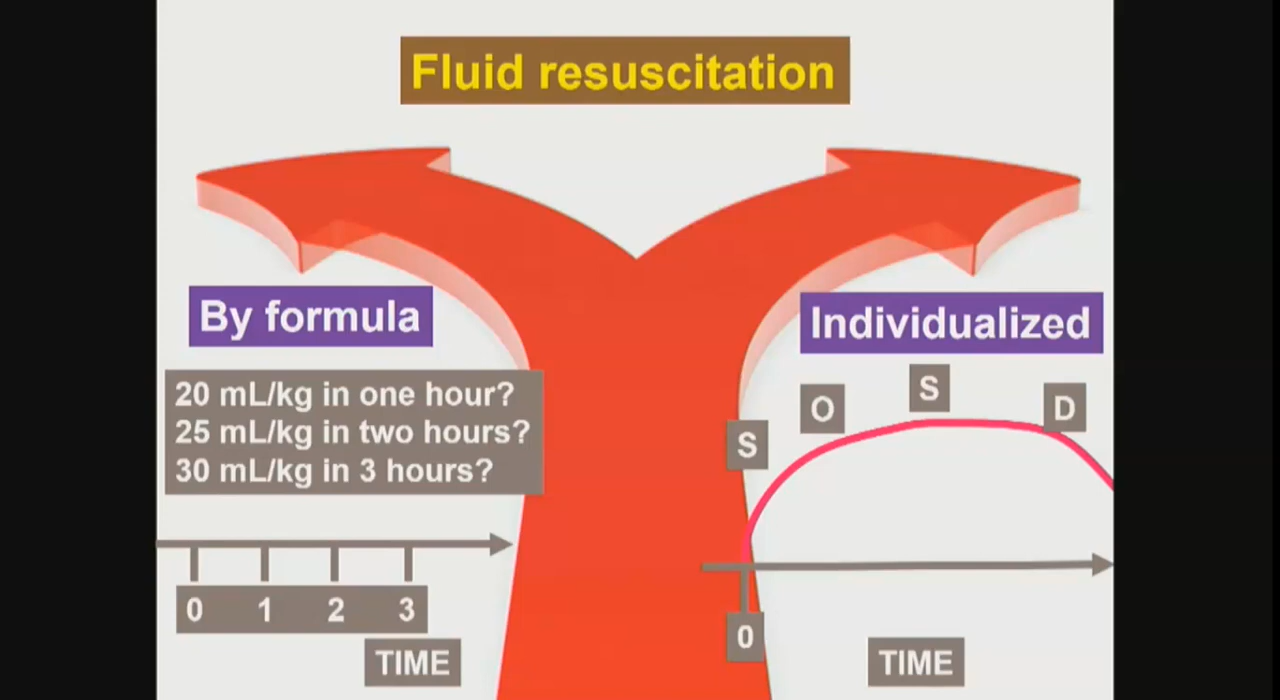 Fluid resuscitation
By formula
20 mL/kg in one hour?
25 mL/kg in two hours?
30 mL/kg in 3 hours?
0 1 2 3
TIME
Individualized
S O S D
0
TIME